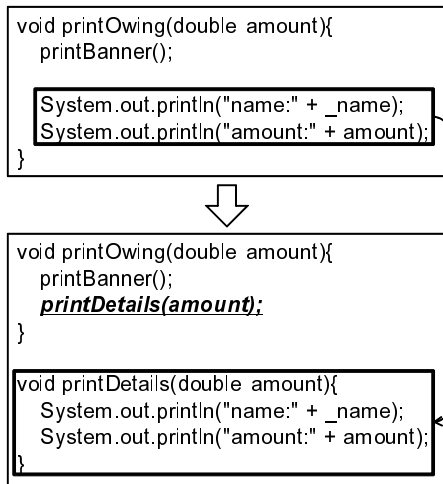 void printOwing(double amount){
printBanner();
System.out.println("name:" + _name);
System.out.println("amount:" + amount);
}
void printOwing(double amount){
printBanner();
printDetails(amount);
}
void printDetails(double amount){
System.out.println("name:" + _name);
System.out.println("amount:" + amount);
}